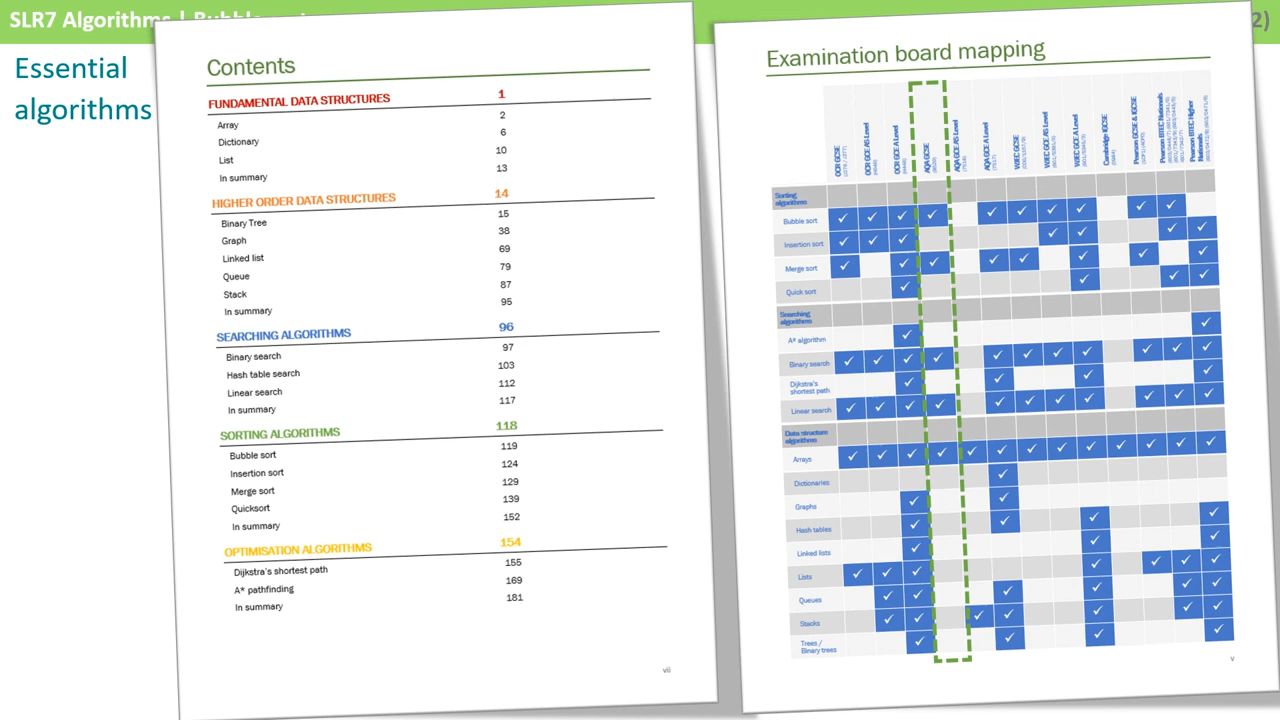 SLR7 Algorithms | Bubble sort
2)
Essential
algorithms
Contents
FUNDAMENTAL DATA STRUCTURES 1
Array 2
Dictionary 6
List 10
In summary 13
HIGHER ORDER DATA STRUCTURES 14
Binary Tree 15
Graph 38
Linked list 69
Queue 79
Stack 87
In summary 95
SEARCHING ALGORITHMS 96
Binary search 97
Hash table search 103
Linear search 112
In summary 117
SORTING ALGORITHMS 118
Bubble sort 119
Insertion sort 124
Merge sort 129
Quicksort 139
In summary 152
OPTIMISATION ALGORITHMS 154
Dijkstra's shortest path 155
A* pathfinding 169
In summary 181
vii
Examination board mapping
OCR GCSE
OCR GCE AS Level
OCR GCE A Level
AQA GCSE
AQA GCE AS Level
AQA GCE A Level
WJEC GCSE
WJEC GCE AS Level
WJEC GCE A Level
Cambridge IGCSE
Pearson GCSE & IGCSE
Pearson BTEC Nationals
Pearson BTEC Higher
Nationals
Sorting
algorithms
Bubble sort
Insertion sort
Merge sort
Quick sort
Searching
algorithms
A* algorithm
Binary search
Dijkstra's
shortest path
Linear search
Data structure
algorithms
Arrays
Dictionaries
Graphs
Hash tables
Linked lists
Lists
Queues
Stacks
Trees /
Binary trees
v